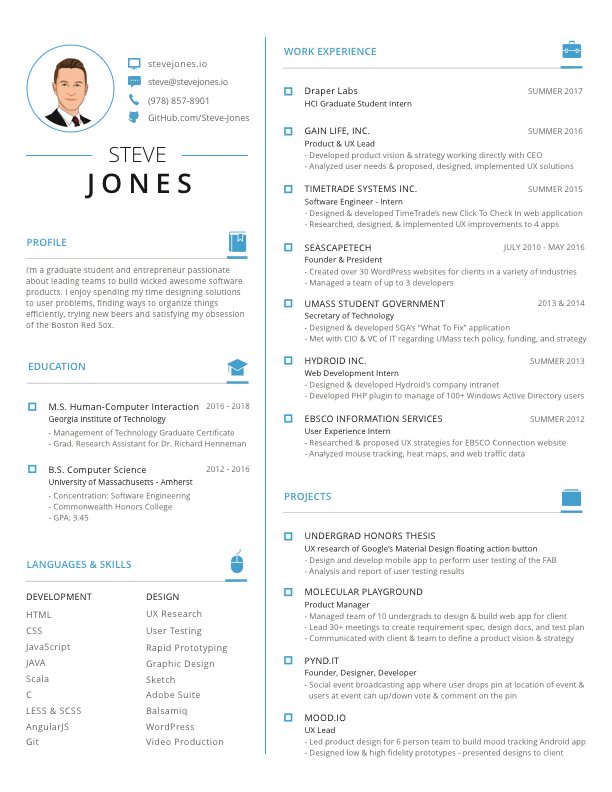 stevejones.io
steve@stevejones.io
(978) 857-8901
GitHub.com/Steve-Jones
STEVE
JONES
PROFILE
I'm a graduate student and entrepreneur passionate
about leading teams to build wicked awesome software
products. I enjoy spending my time designing solutions
to user problems, finding ways to organize things
efficiently, trying new beers and satisfying my obsession
of the Boston Red Sox.
EDUCATION
M.S. Human-Computer Interaction 2016 - 2018
Georgia Institute of Technology
- Management of Technology Graduate Certificate
- Grad. Research Assistant for Dr. Richard Henneman
B.S. Computer Science 2012 - 2016
University of Massachusetts - Amherst
- Concentration: Software Engineering
- Commonwealth Honors College
- GPA: 3.45
LANGUAGES & SKILLS
DEVELOPMENT
HTML
CSS
JavaScript
JAVA
Scala
C
LESS & SCSS
AngularJS
Git
DESIGN
UX Research
User Testing
Rapid Prototyping
Graphic Design
Sketch
Adobe Suite
Balsamiq
WordPress
Video Production
WORK EXPERIENCE
Draper Labs SUMMER 2017
HCI Graduate Student Intern
GAIN LIFE, INC. SUMMER 2016
Product & UX Lead
- Developed product vision & strategy working directly with CEO
- Analyzed user needs & proposed, designed, implemented UX solutions
TIMETRADE SYSTEMS INC. SUMMER 2015
Software Engineer - Intern
- Designed & developed TimeTrade's new Click To Check In web application
- Researched, designed, & implemented UX improvements to 4 apps
SEASCAPETECH JULY 2010 - MAY 2016
Founder & President
- Created over 30 WordPress websites for clients in a variety of industries
- Managed a team of up to 3 developers
UMASS STUDENT GOVERNMENT 2013 & 2014
Secretary of Technology
- Designed & developed SGA's "What To Fix" application
- Met with CIO & VC of IT regarding UMass tech policy, funding, and strategy
HYDROID INC. SUMMER 2013
Web Development Intern
- Designed & developed Hydroid's company intranet
- Developed PHP plugin to manage of 100+ Windows Active Directory users
EBSCO INFORMATION SERVICES SUMMER 2012
User Experience Intern
- Researched & proposed UX strategies for EBSCO Connection website
- Analyzed mouse tracking, heat maps, and web traffic data
PROJECTS
UNDERGRAD HONORS THESIS
UX research of Google's Material Design floating action button
- Design and develop mobile app to perform user testing of the FAB
- Analysis and report of user testing results
MOLECULAR PLAYGROUND
Product Manager
- Managed team of 10 undergrads to design & build web app for client
- Lead 30+ meetings to create requirement spec, design docs, and test plan
- Communicated with client & team to define a product vision & strategy
PYND.IT
Founder, Designer, Developer
- Social event broadcasting app where user drops pin at location of event &
users at event can up/down vote & comment on the pin
MOOD.IO
UX Lead
- Led product design for 6 person team to build mood tracking Android app
- Designed low & high fidelity prototypes - presented designs to client